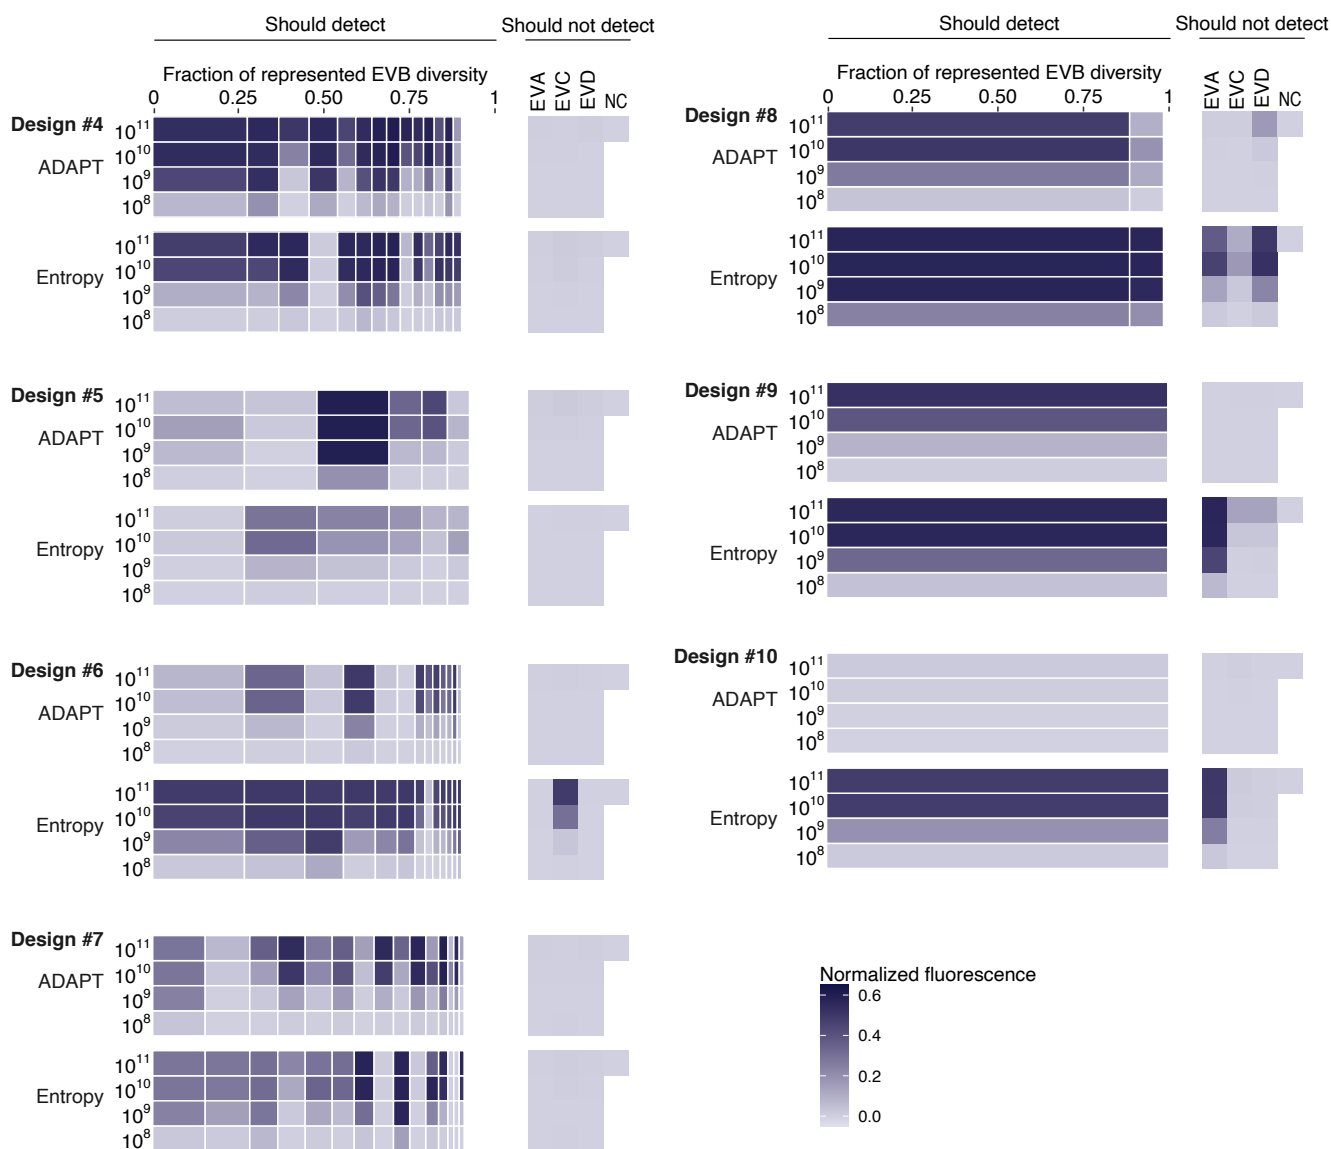 Should detect
Should not detect
Fraction of represented EVB diversity
EVA
EVC
EVD
NC
0
0.25
0.50
0.75
1
Design #4
ADAPT
10^11
10^10
10^9
10^8
Entropy
10^11
10^10
10^9
10^8
Design #5
ADAPT
10^11
10^10
10^9
10^8
Entropy
10^11
10^10
10^9
10^8
Design #6
ADAPT
10^11
10^10
10^9
10^8
Entropy
10^11
10^10
10^9
10^8
Design #7
ADAPT
10^11
10^10
10^9
10^8
Entropy
10^11
10^10
10^9
10^8
Should detect
Should not detect
Fraction of represented EVB diversity
EVA
EVC
EVD
NC
0
0.25
0.50
0.75
1
Design #8
ADAPT
10^11
10^10
10^9
10^8
Entropy
10^11
10^10
10^9
10^8
Design #9
ADAPT
10^11
10^10
10^9
10^8
Entropy
10^11
10^10
10^9
10^8
Design #10
ADAPT
10^11
10^10
10^9
10^8
Entropy
10^11
10^10
10^9
10^8
Normalized fluorescence
0.6
0.4
0.2
0.0